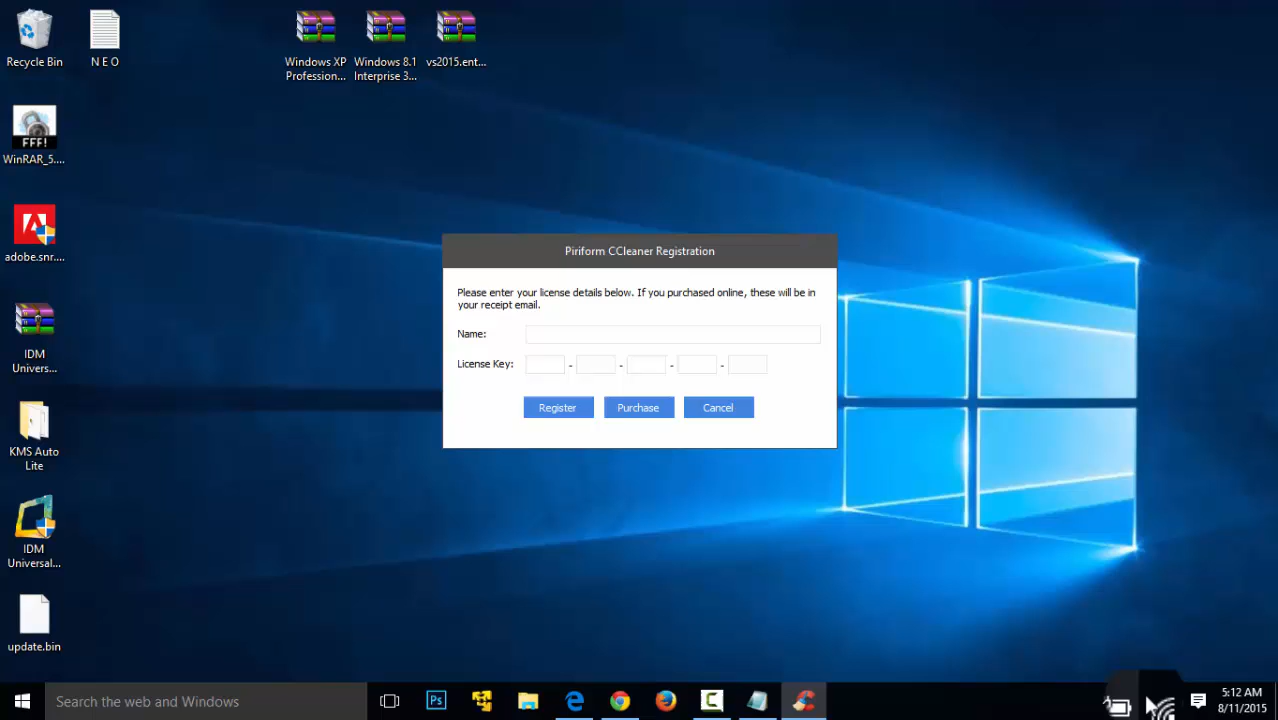 Recycle Bin
N E O
Windows XP
Profession...
Windows 8.1
Interprise 3...
vs2015.ent...
FFF!
WinRAR_5....
adobe.snr....
IDM
Univers...
KMS Auto
Lite
IDM
Universal...
update.bin
Piriform CCleaner Registration
Please enter your license details below. If you purchased online, these will be in
your receipt email.
Name:
License Key:
- - - -
Register
Purchase
Cancel
Search the web and Windows
Ps
5:12 AM
8/11/2015